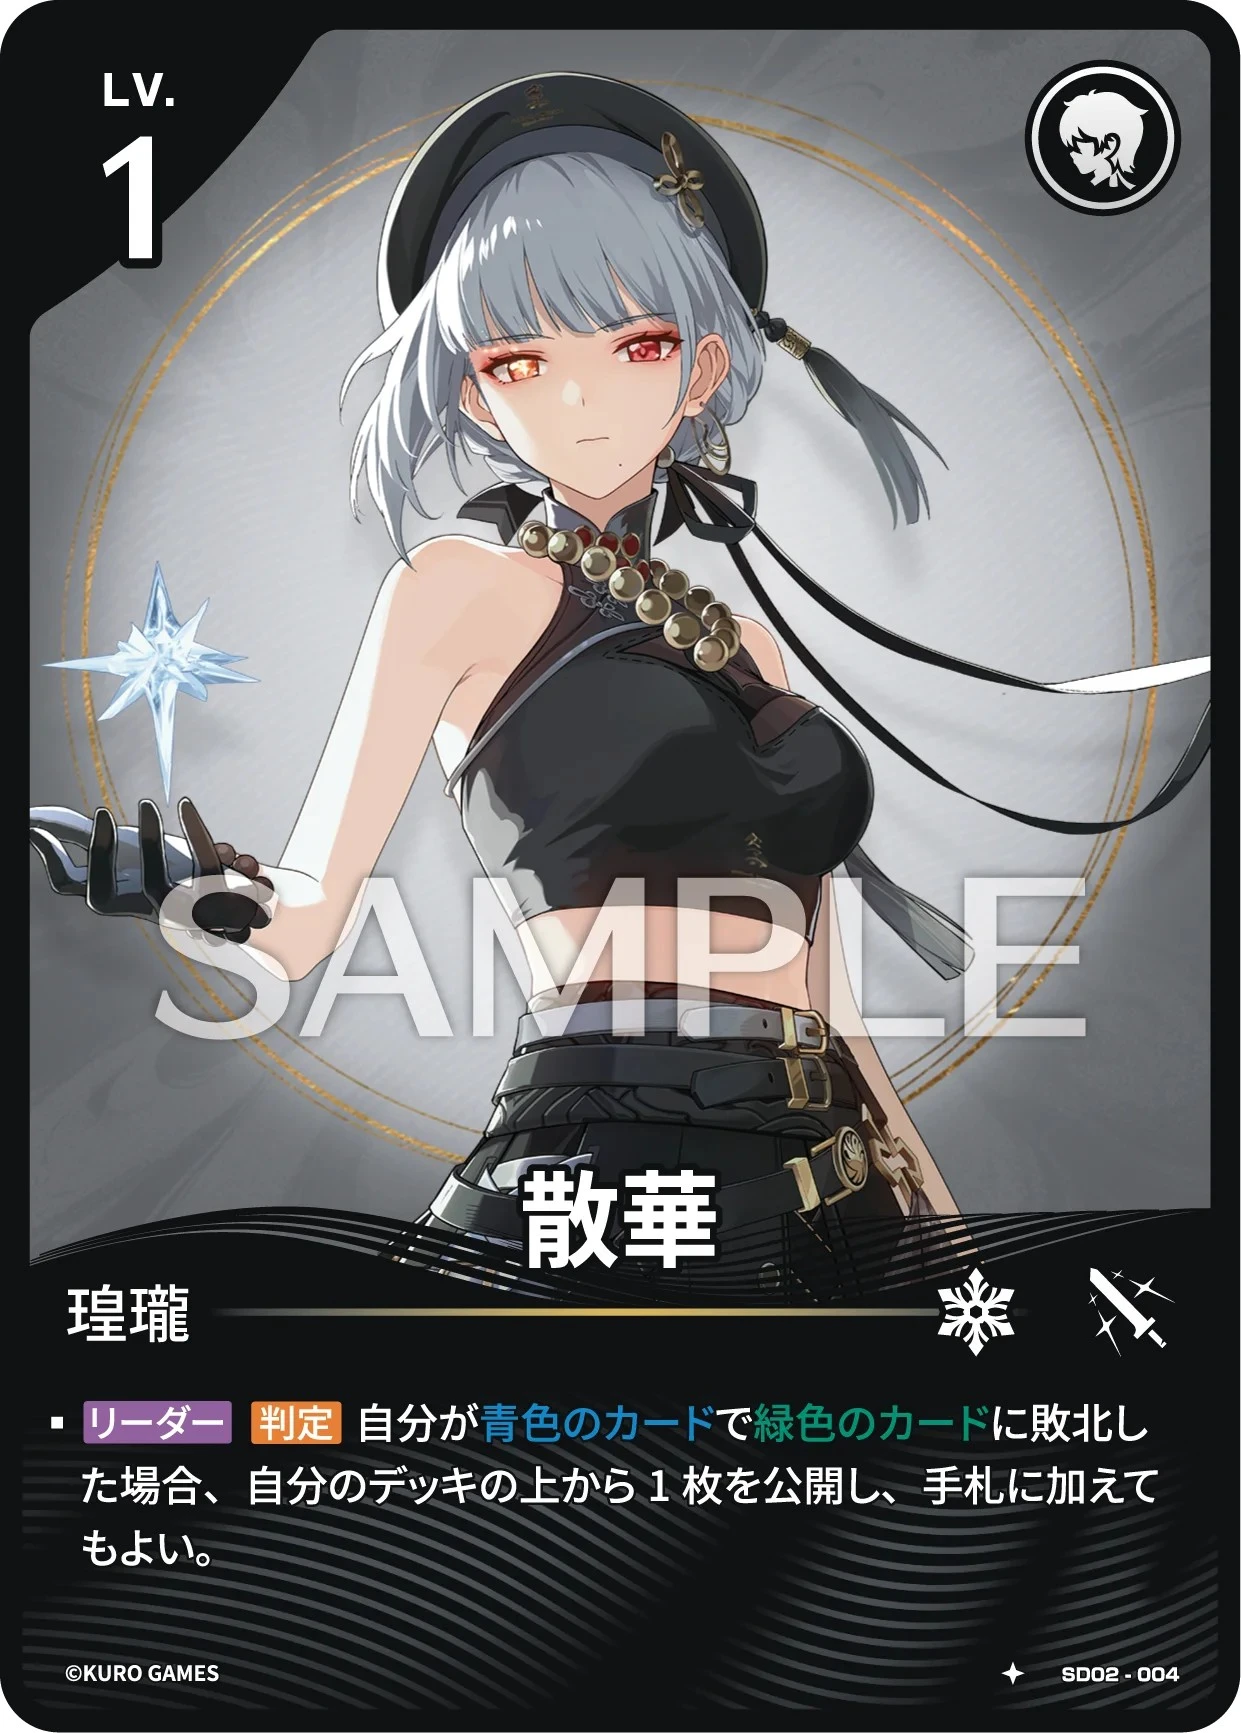 LV.
1
SAMPLE
散華
瑝瓏
▪ リーダー 判定 自分が青色のカードで緑色のカードに敗北し
た場合、自分のデッキの上から1枚を公開し、手札に加えて
もよい。
©KURO GAMES
SD02 - 004